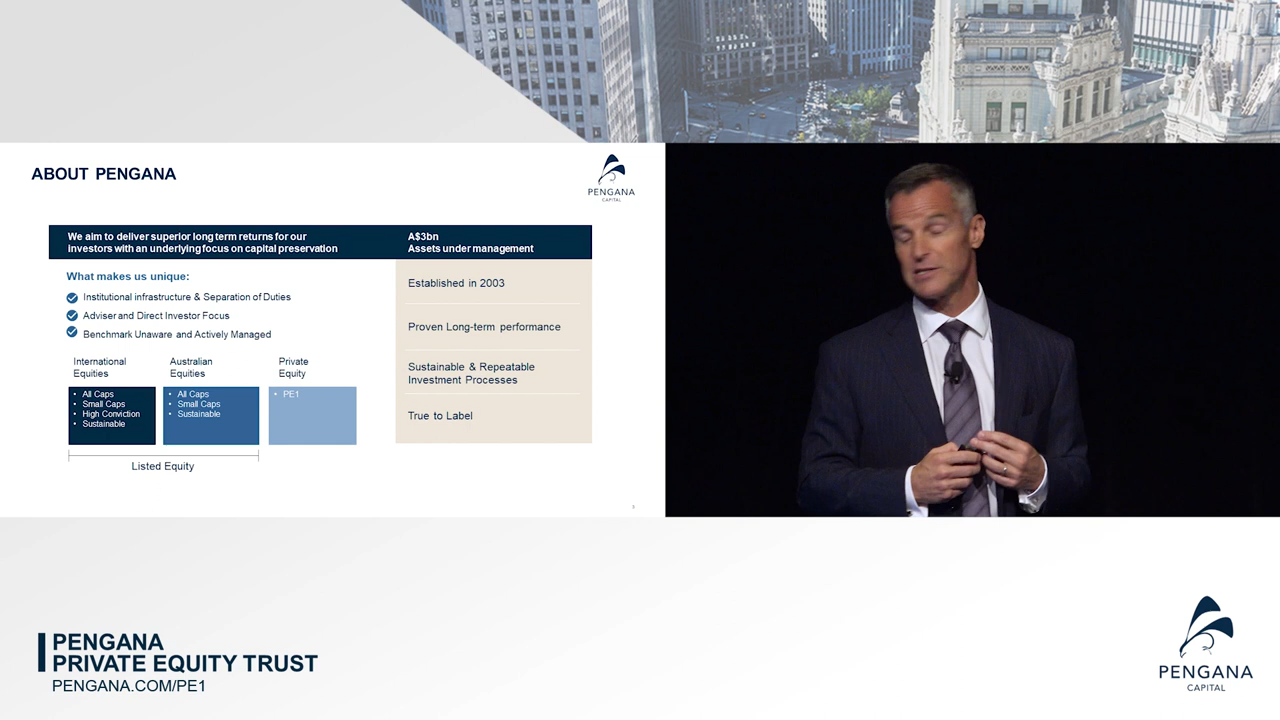 ABOUT PENGANA
PENGANA
CAPITAL
We aim to deliver superior long term returns for our
investors with an underlying focus on capital preservation
A$3bn
Assets under management
What makes us unique:
Institutional infrastructure & Separation of Duties
Adviser and Direct Investor Focus
Benchmark Unaware and Actively Managed
International
Equities
• All Caps
• Small Caps
• High Conviction
• Sustainable
Australian
Equities
• All Caps
• Small Caps
• Sustainable
Private
Equity
• PE1
Listed Equity
Established in 2003
Proven Long-term performance
Sustainable & Repeatable
Investment Processes
True to Label
PENGANA
PRIVATE EQUITY TRUST
PENGANA.COM/PE1
PENGANA
CAPITAL